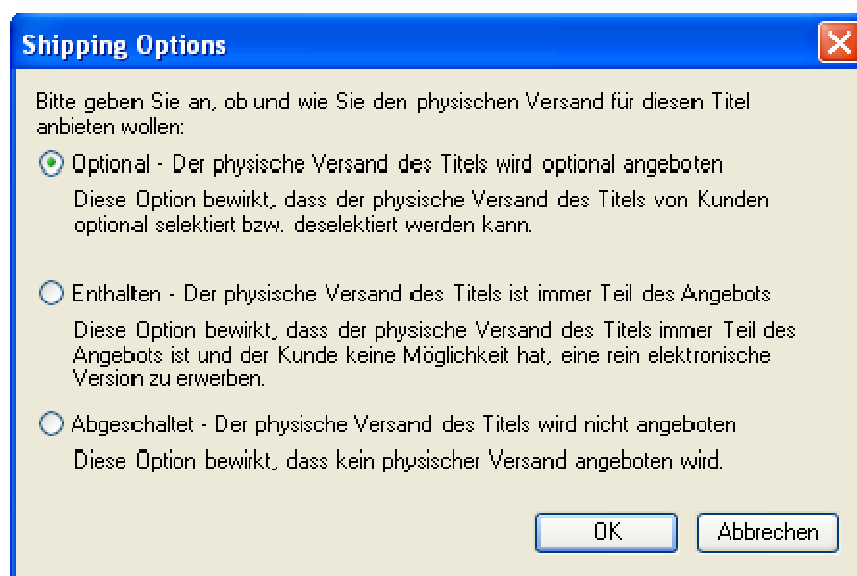 Shipping Options
Bitte geben Sie an, ob und wie Sie den physischen Versand für diesen Titel
anbieten wollen:
Optional - Der physische Versand des Titels wird optional angeboten
Diese Option bewirkt, dass der physische Versand des Titels von Kunden
optional selektiert bzw. deselektiert werden kann.
Enthalten - Der physische Versand des Titels ist immer Teil des Angebots
Diese Option bewirkt, dass der physische Versand des Titels immer Teil des
Angebots ist und der Kunde keine Möglichkeit hat, eine rein elektronische
Version zu erwerben.
Abgeschaltet - Der physische Versand des Titels wird nicht angeboten
Diese Option bewirkt, dass kein physischer Versand angeboten wird.
OK Abbrechen